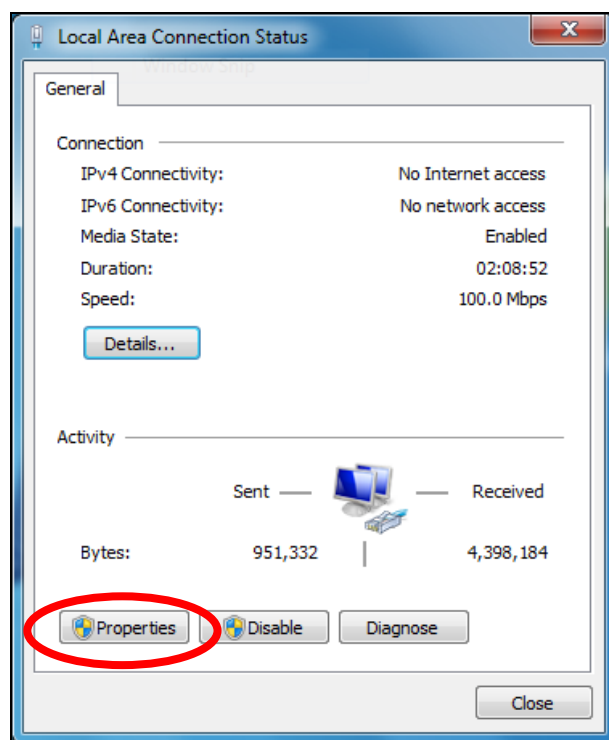 Local Area Connection Status
Window Snip
General
Connection
IPv4 Connectivity: No Internet access
IPv6 Connectivity: No network access
Media State: Enabled
Duration: 02:08:52
Speed: 100.0 Mbps
Details...
Activity
Sent Received
Bytes: 951,332 4,398,184
Properties Disable Diagnose
Close